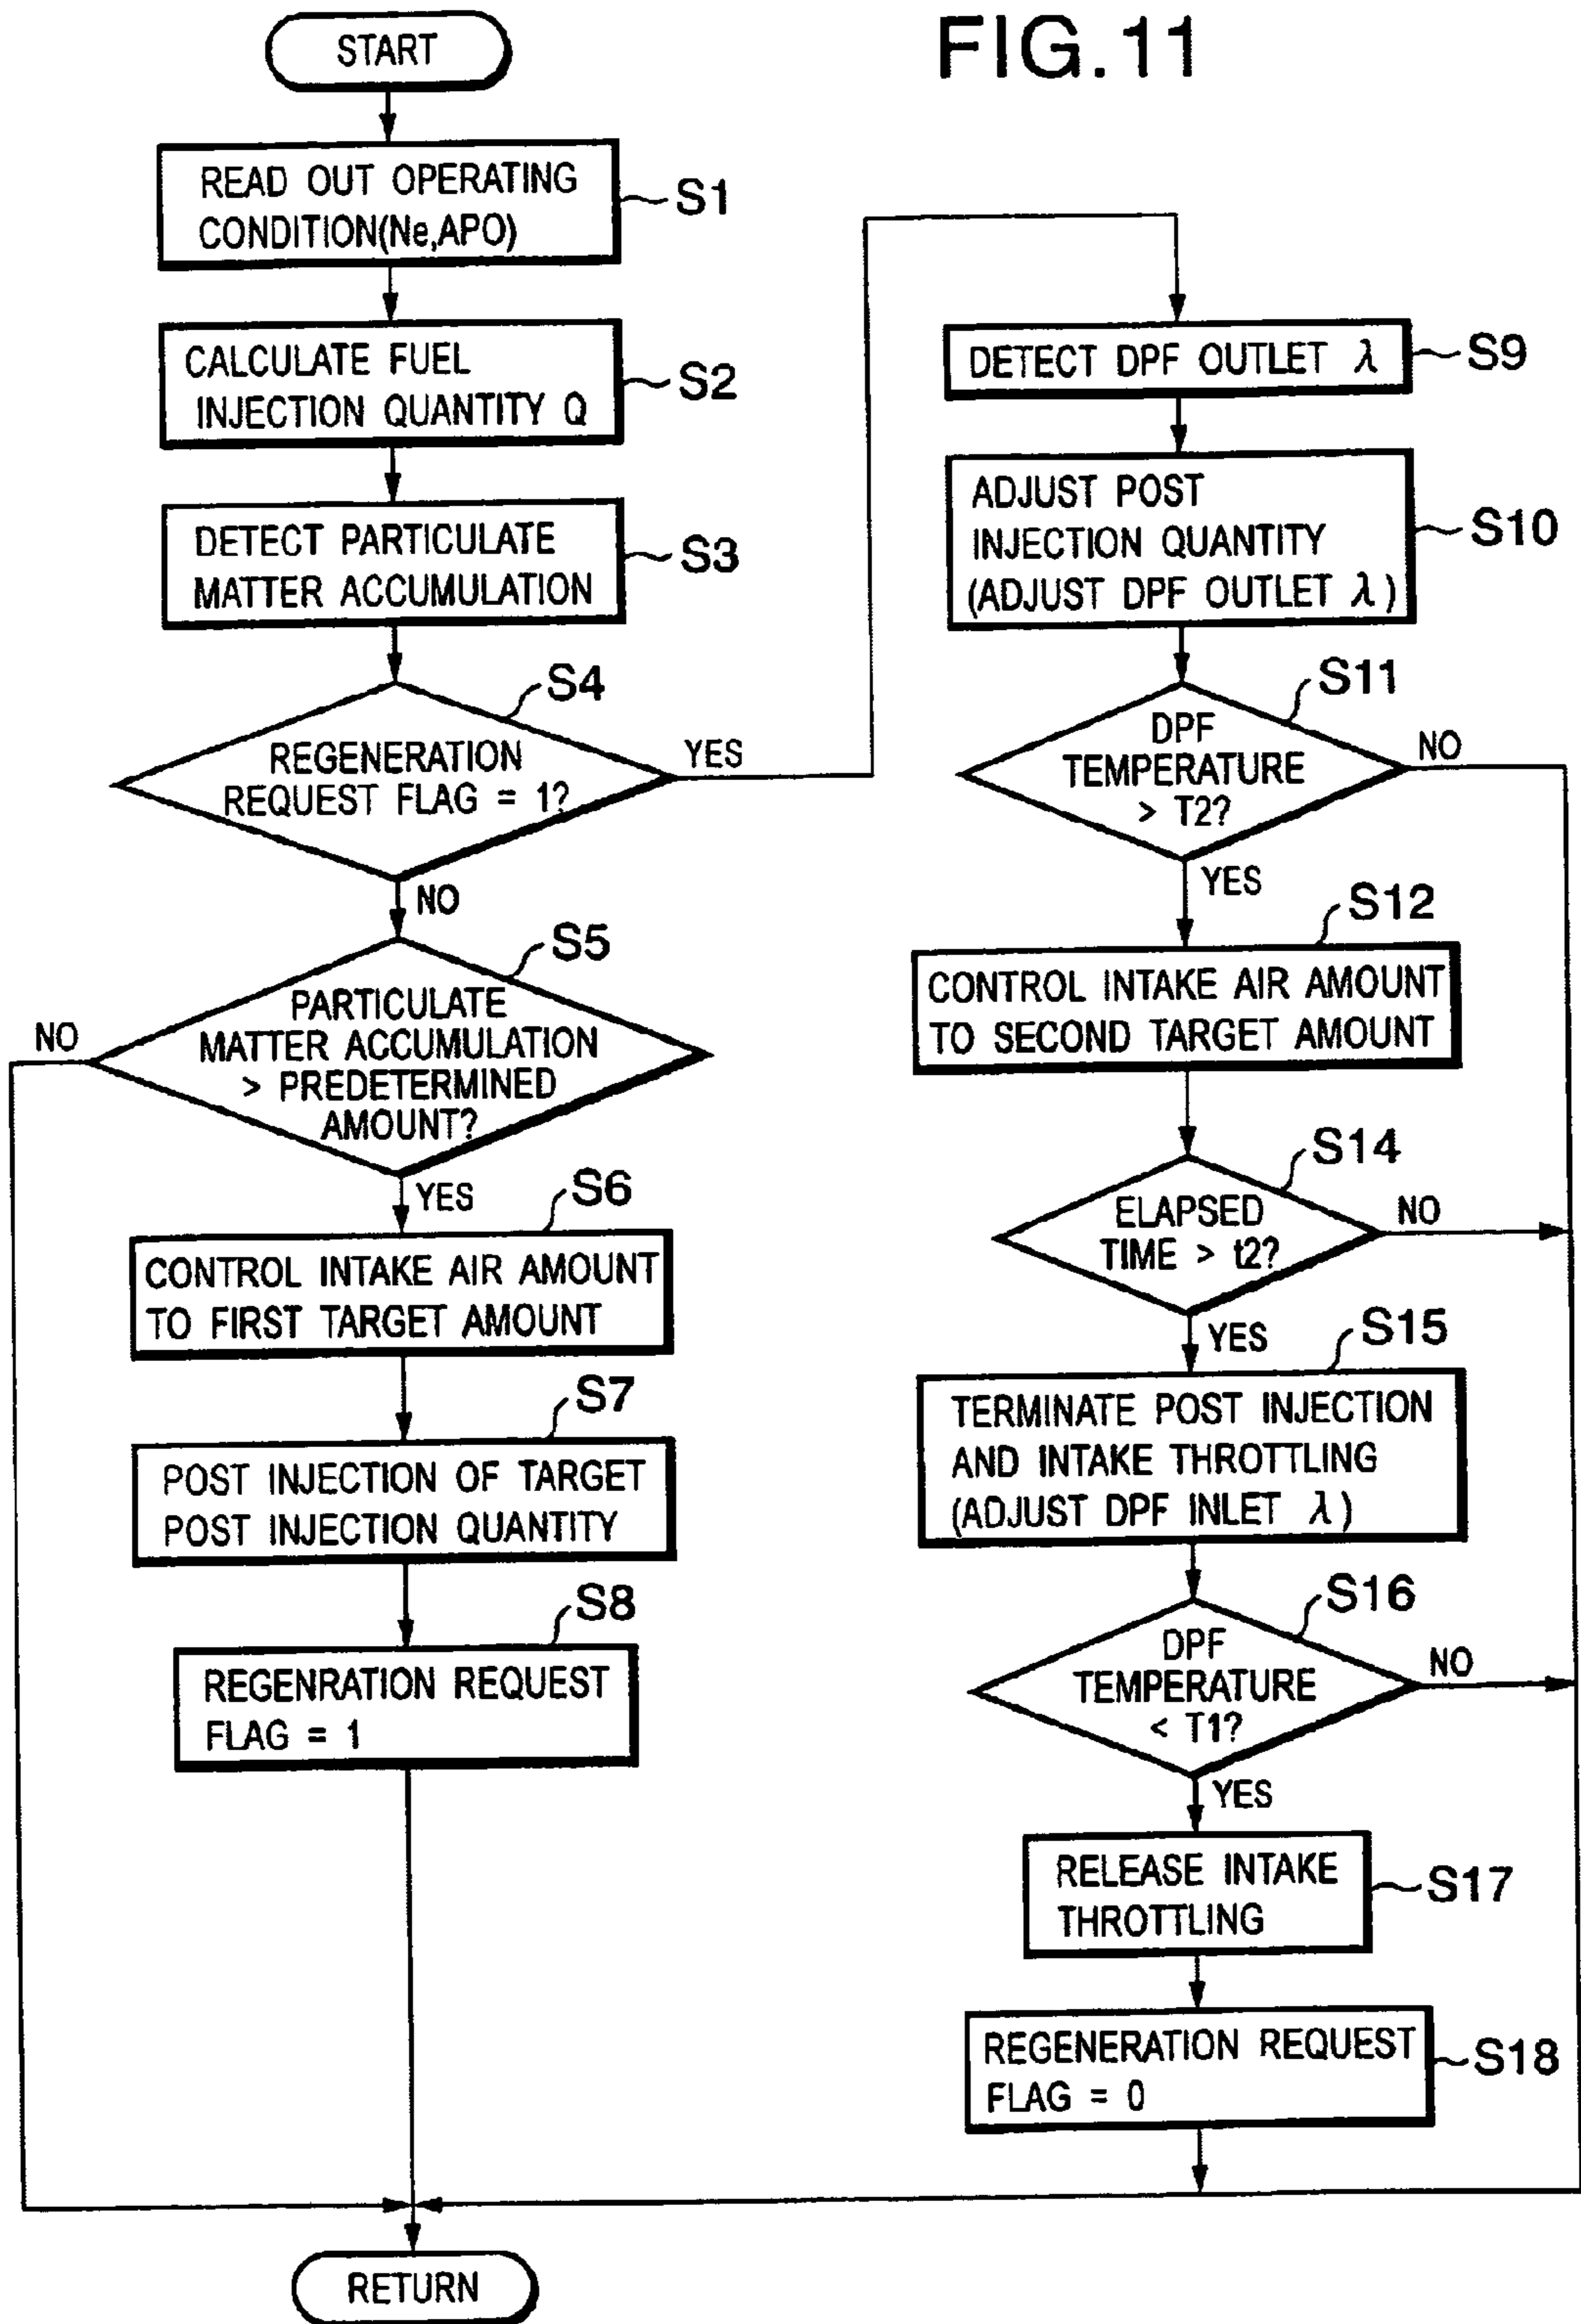 FIG.11
START
READ OUT OPERATING
CONDITION(Ne,APO)
S1
CALCULATE FUEL
INJECTION QUANTITY Q
S2
DETECT PARTICULATE
MATTER ACCUMULATION
S3
S4
REGENERATION
REQUEST FLAG = 1?
YES
NO
S5
PARTICULATE
MATTER ACCUMULATION
> PREDETERMINED
AMOUNT?
NO
YES
S6
CONTROL INTAKE AIR AMOUNT
TO FIRST TARGET AMOUNT
S7
POST INJECTION OF TARGET
POST INJECTION QUANTITY
S8
REGENRATION REQUEST
FLAG = 1
DETECT DPF OUTLET λ
S9
ADJUST POST
INJECTION QUANTITY
(ADJUST DPF OUTLET λ)
S10
S11
DPF
TEMPERATURE
> T2?
NO
YES
S12
CONTROL INTAKE AIR AMOUNT
TO SECOND TARGET AMOUNT
S14
ELAPSED
TIME > t2?
NO
YES
S15
TERMINATE POST INJECTION
AND INTAKE THROTTLING
(ADJUST DPF INLET λ)
S16
DPF
TEMPERATURE
< T1?
NO
YES
RELEASE INTAKE
THROTTLING
S17
REGENERATION REQUEST
FLAG = 0
S18
RETURN